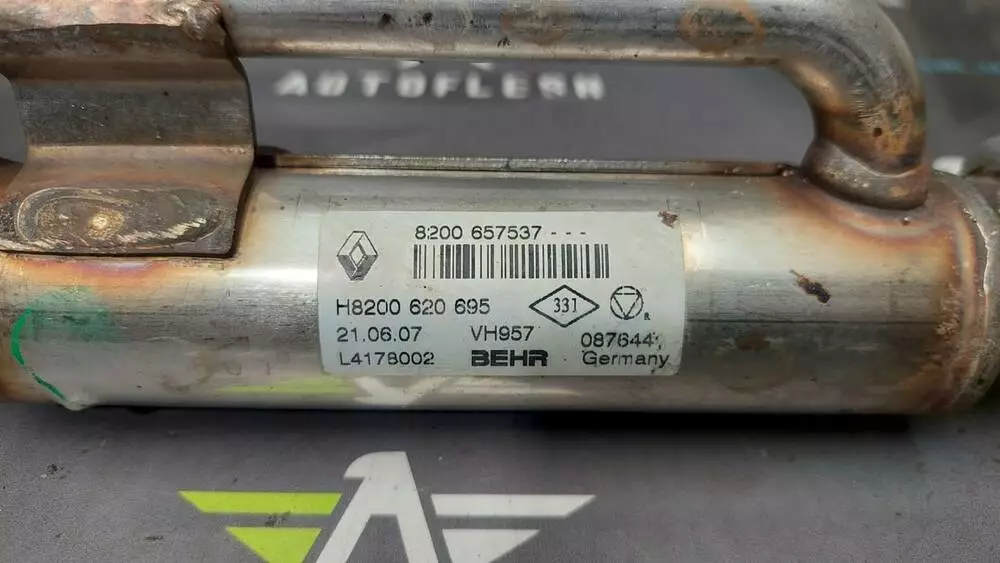 AUTOFLESH
8200 657537 - - -
H8200 620 695
331
R
21.06.07 VH957 087644
L4178002 BEHR Germany